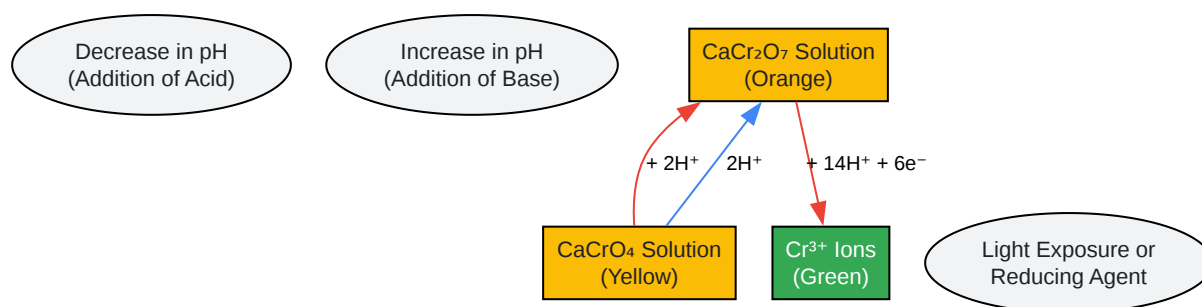 Decrease in pH
(Addition of Acid)
Increase in pH
(Addition of Base)
CaCr₂O₇ Solution
(Orange)
+ 2H⁺
2H⁺
+ 14H⁺ + 6e⁻
CaCrO₄ Solution
(Yellow)
Cr³⁺ Ions
(Green)
Light Exposure or
Reducing Agent